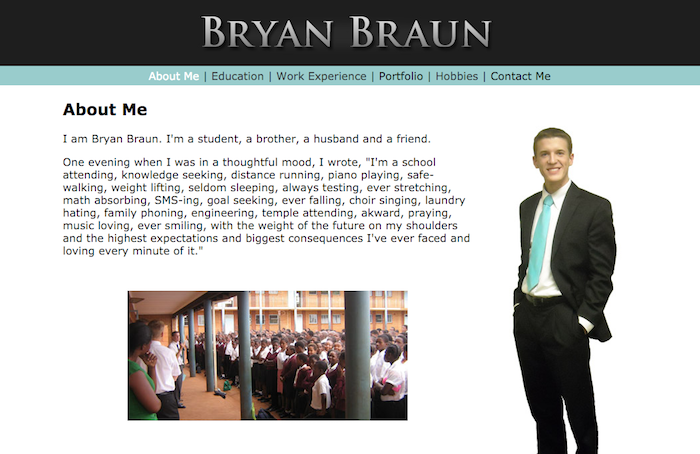 BRYAN BRAUN
About Me | Education | Work Experience | Portfolio | Hobbies | Contact Me
About Me
I am Bryan Braun. I'm a student, a brother, a husband and a friend.
One evening when I was in a thoughtful mood, I wrote, "I'm a school
attending, knowledge seeking, distance running, piano playing, safe-
walking, weight lifting, seldom sleeping, always testing, ever stretching,
math absorbing, SMS-ing, goal seeking, ever falling, choir singing, laundry
hating, family phoning, engineering, temple attending, akward, praying,
music loving, ever smiling, with the weight of the future on my shoulders
and the highest expectations and biggest consequences I've ever faced and
loving every minute of it."